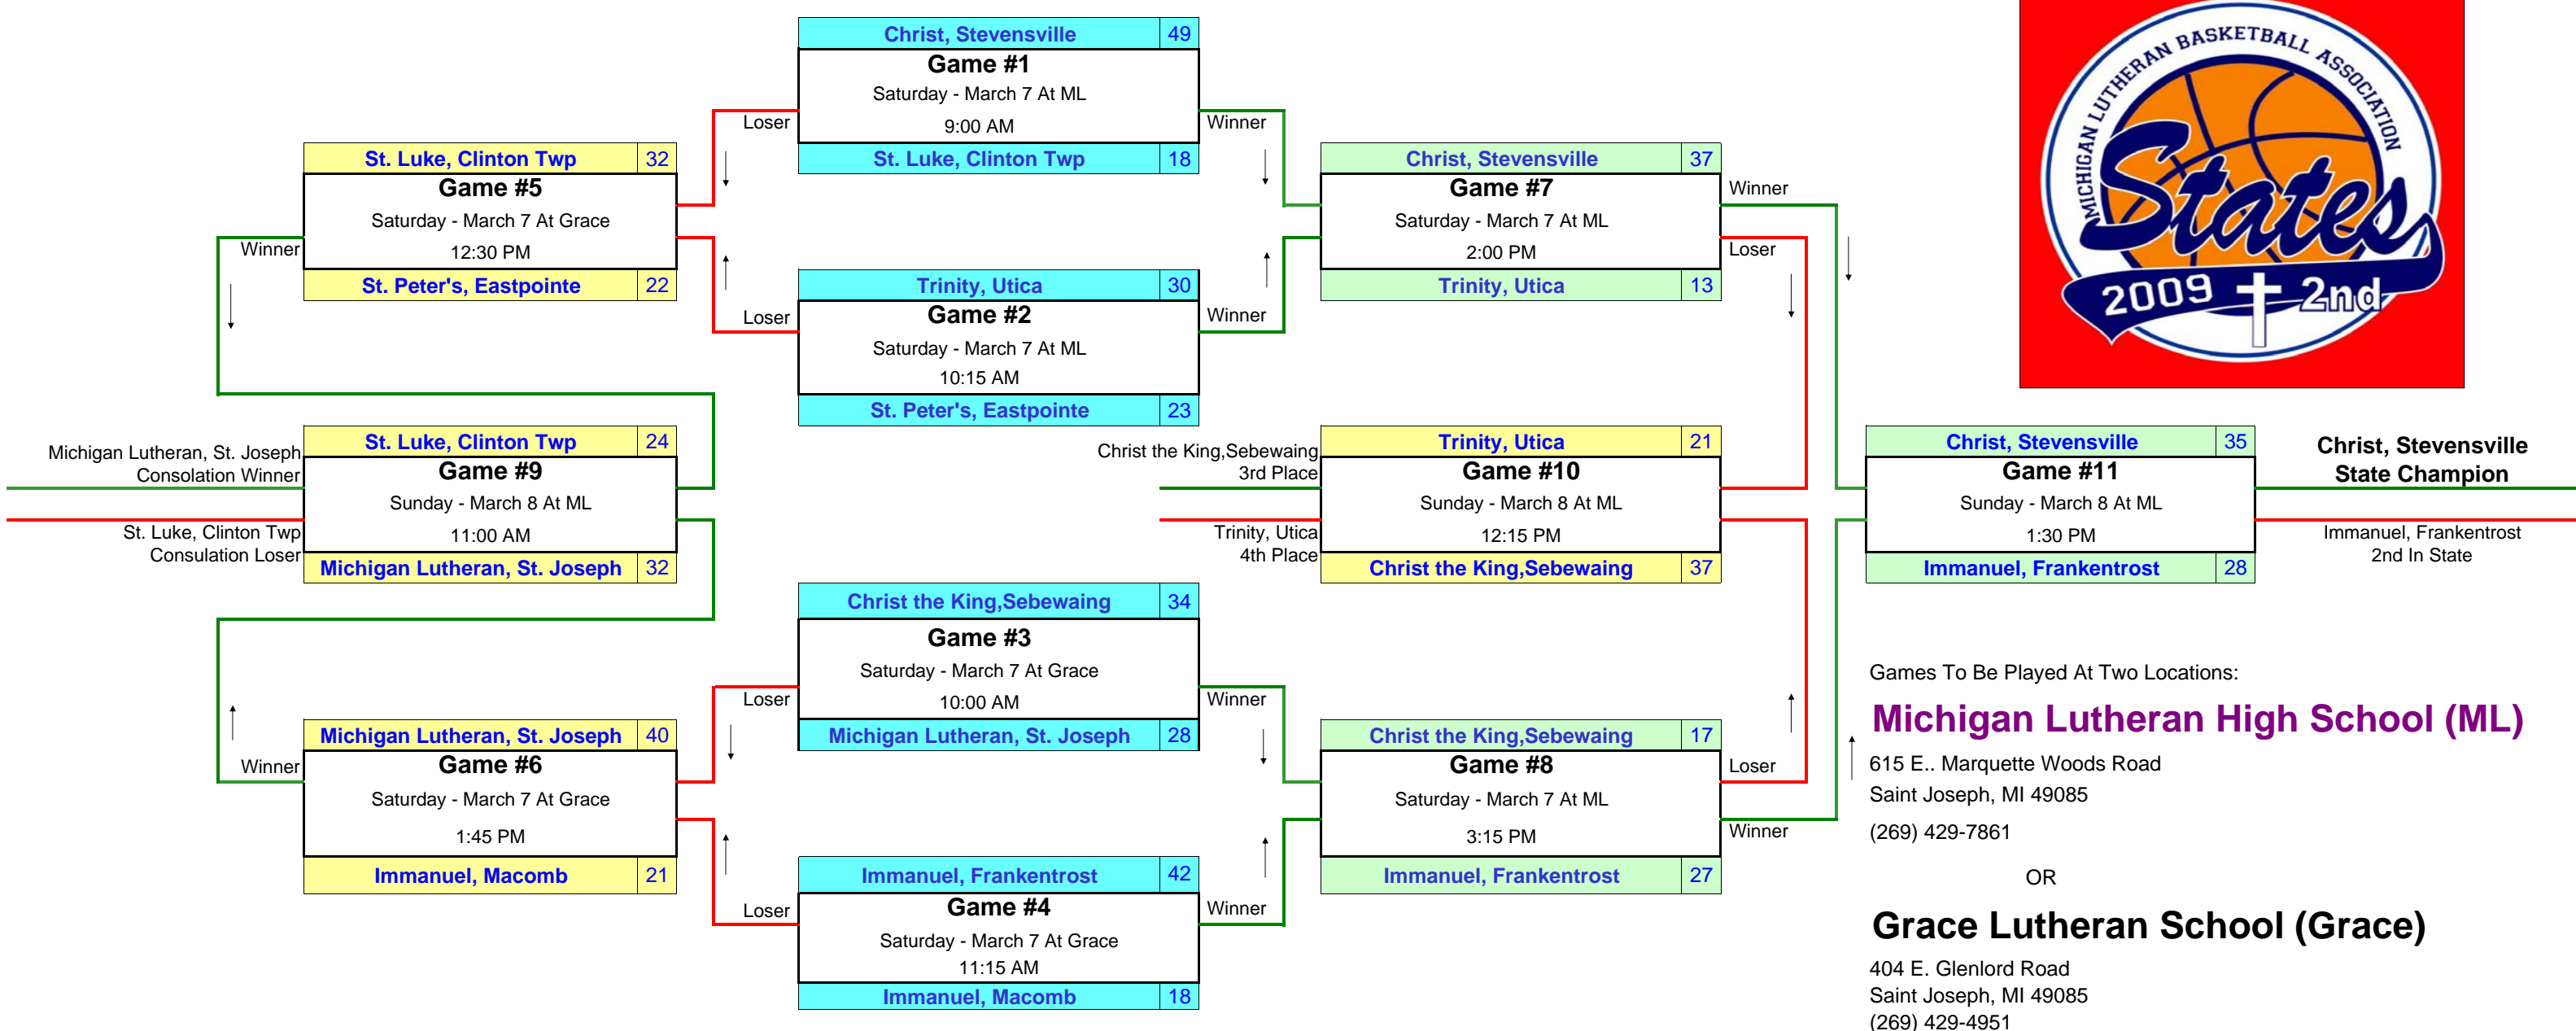 Christ, Stevensville 49
Game #1
Saturday - March 7 At ML
9:00 AM
St. Luke, Clinton Twp 18
Loser
Winner
St. Luke, Clinton Twp 32
Game #5
Saturday - March 7 At Grace
12:30 PM
St. Peter's, Eastpointe 22
Winner
Trinity, Utica 30
Game #2
Saturday - March 7 At ML
10:15 AM
St. Peter's, Eastpointe 23
Loser
Winner
Christ, Stevensville 37
Game #7
Saturday - March 7 At ML
2:00 PM
Trinity, Utica 13
Winner
Loser
MICHIGAN LUTHERAN BASKETBALL ASSOCIATION
States
2009 2nd
Michigan Lutheran, St. Joseph
Consolation Winner
St. Luke, Clinton Twp
Consulation Loser
St. Luke, Clinton Twp 24
Game #9
Sunday - March 8 At ML
11:00 AM
Michigan Lutheran, St. Joseph 32
Christ the King,Sebewaing
3rd Place
Trinity, Utica
4th Place
Trinity, Utica 21
Game #10
Sunday - March 8 At ML
12:15 PM
Christ the King,Sebewaing 37
Christ, Stevensville 35
Game #11
Sunday - March 8 At ML
1:30 PM
Immanuel, Frankentrost 28
Christ, Stevensville
State Champion
Immanuel, Frankentrost
2nd In State
Christ the King,Sebewaing 34
Game #3
Saturday - March 7 At Grace
10:00 AM
Michigan Lutheran, St. Joseph 28
Loser
Winner
Michigan Lutheran, St. Joseph 40
Game #6
Saturday - March 7 At Grace
1:45 PM
Immanuel, Macomb 21
Winner
Immanuel, Frankentrost 42
Game #4
Saturday - March 7 At Grace
11:15 AM
Immanuel, Macomb 18
Loser
Winner
Christ the King,Sebewaing 17
Game #8
Saturday - March 7 At ML
3:15 PM
Immanuel, Frankentrost 27
Loser
Winner
Games To Be Played At Two Locations:
Michigan Lutheran High School (ML)
615 E.. Marquette Woods Road
Saint Joseph, MI 49085
(269) 429-7861
OR
Grace Lutheran School (Grace)
404 E. Glenlord Road
Saint Joseph, MI 49085
(269) 429-4951